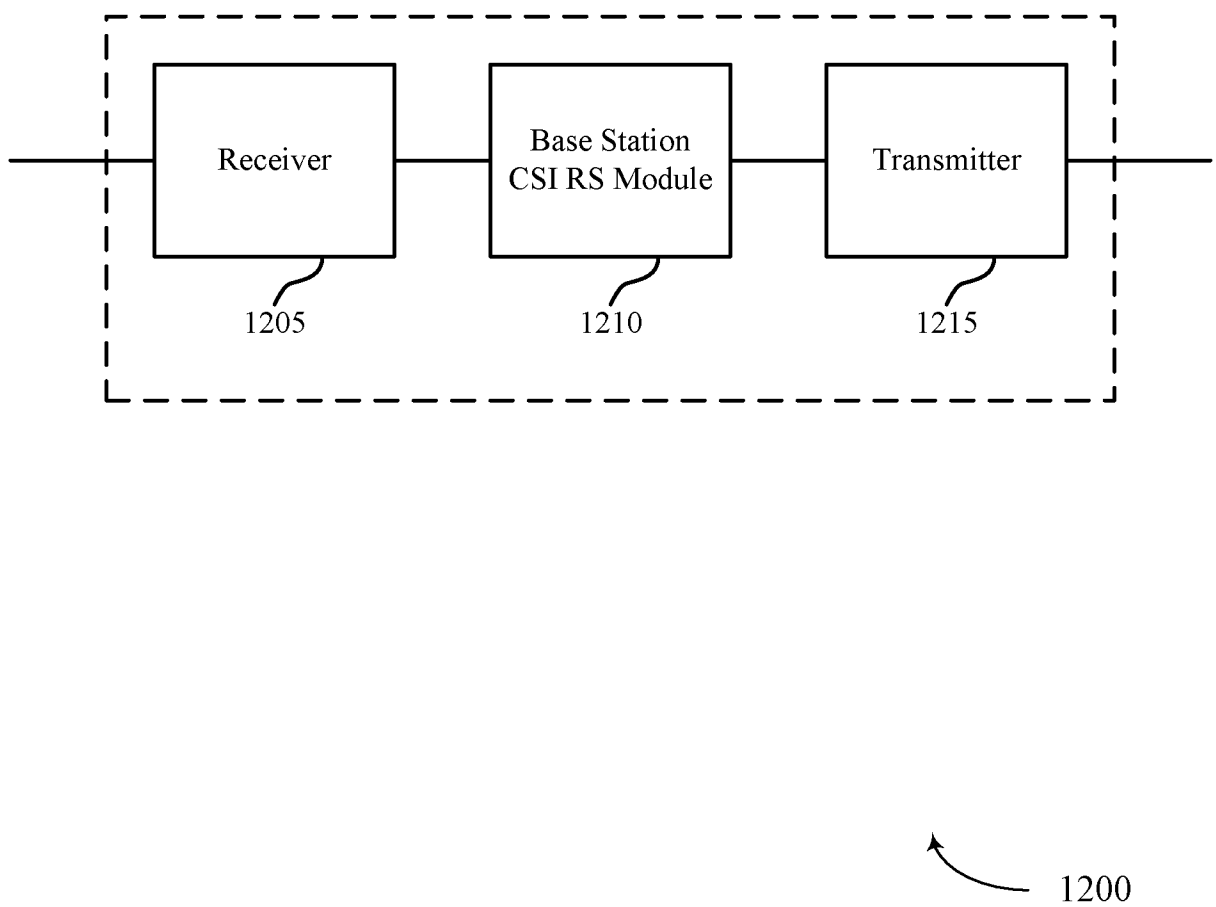 Receiver
Base Station
CSI RS Module
Transmitter
1205
1210
1215
1200